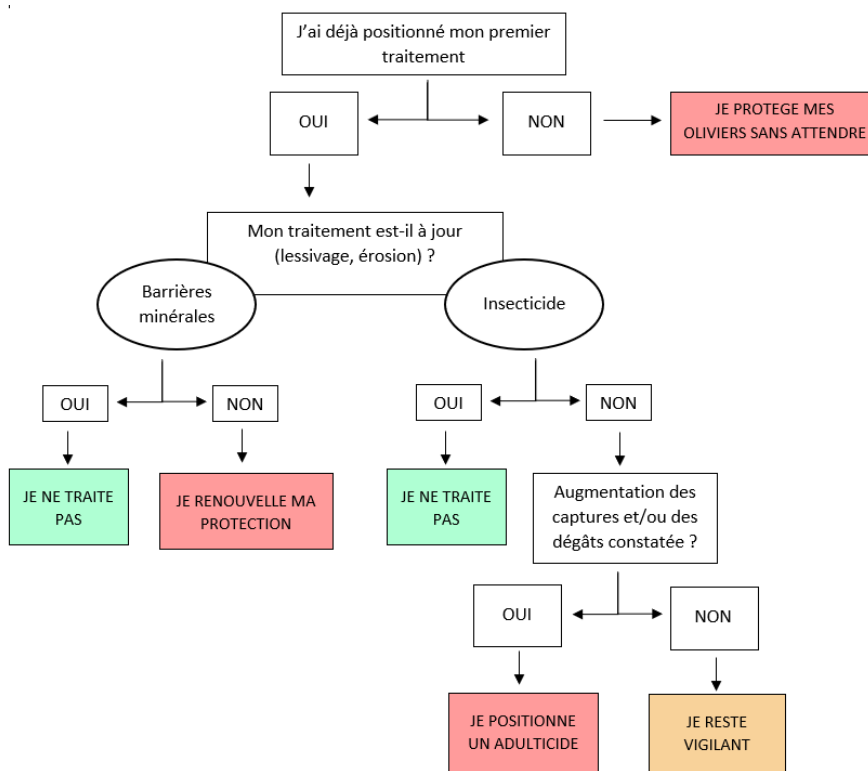 J'ai déjà positionné mon premier
traitement
OUI
NON
JE PROTEGE MES
OLIVIERS SANS ATTENDRE
Mon traitement est-il à jour
(lessivage, érosion) ?
Barrières
minérales
Insecticide
OUI
NON
OUI
NON
JE NE TRAITE
PAS
JE RENOUVELLE MA
PROTECTION
JE NE TRAITE
PAS
Augmentation des
captures et/ou des
dégâts constatée ?
OUI
NON
JE POSITIONNE
UN ADULTICIDE
JE RESTE
VIGILANT